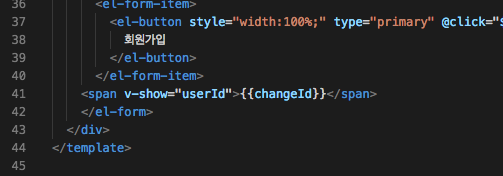 36 <el-form-item>
37 <el-button style="width:100%;" type="primary" @click="
38 회원가입
39 </el-button>
40 </el-form-item>
41 <span v-show="userId">{{changeId}}</span>
42 </el-form>
43 </div>
44 </template>
45